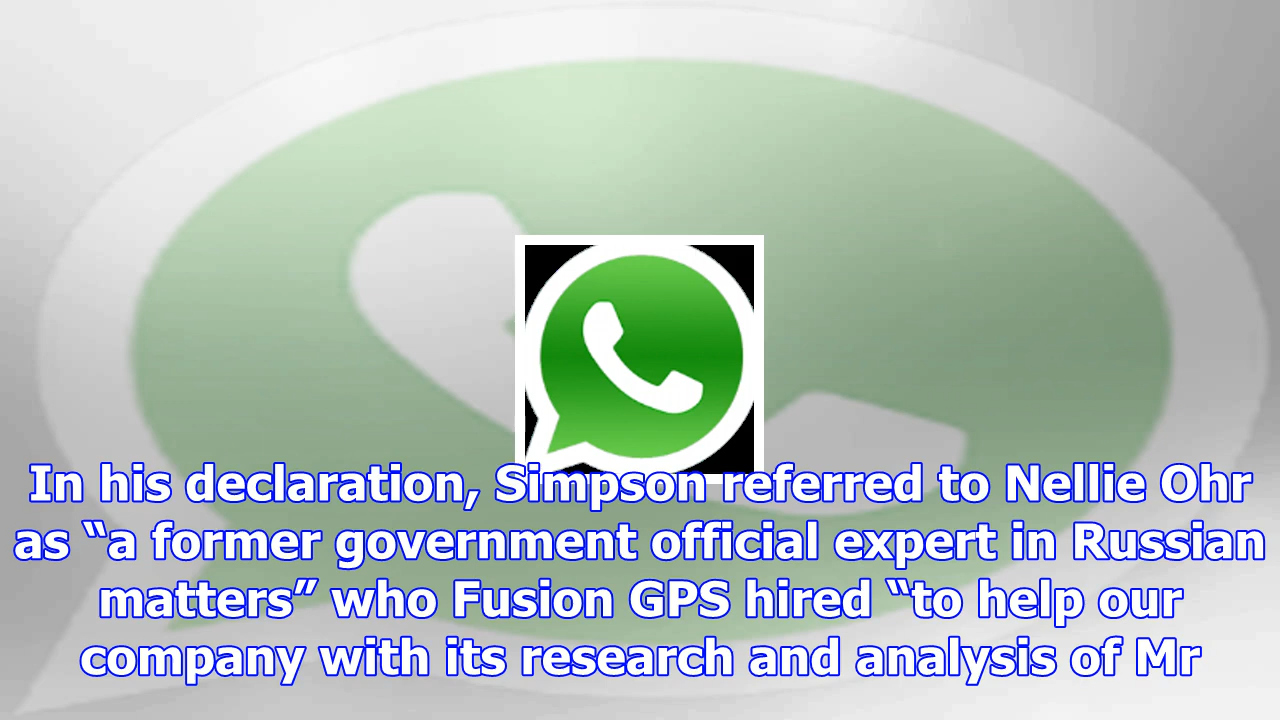 In his declaration, Simpson referred to Nellie Ohr
as “a former government official expert in Russian
matters” who Fusion GPS hired “to help our
company with its research and analysis of Mr